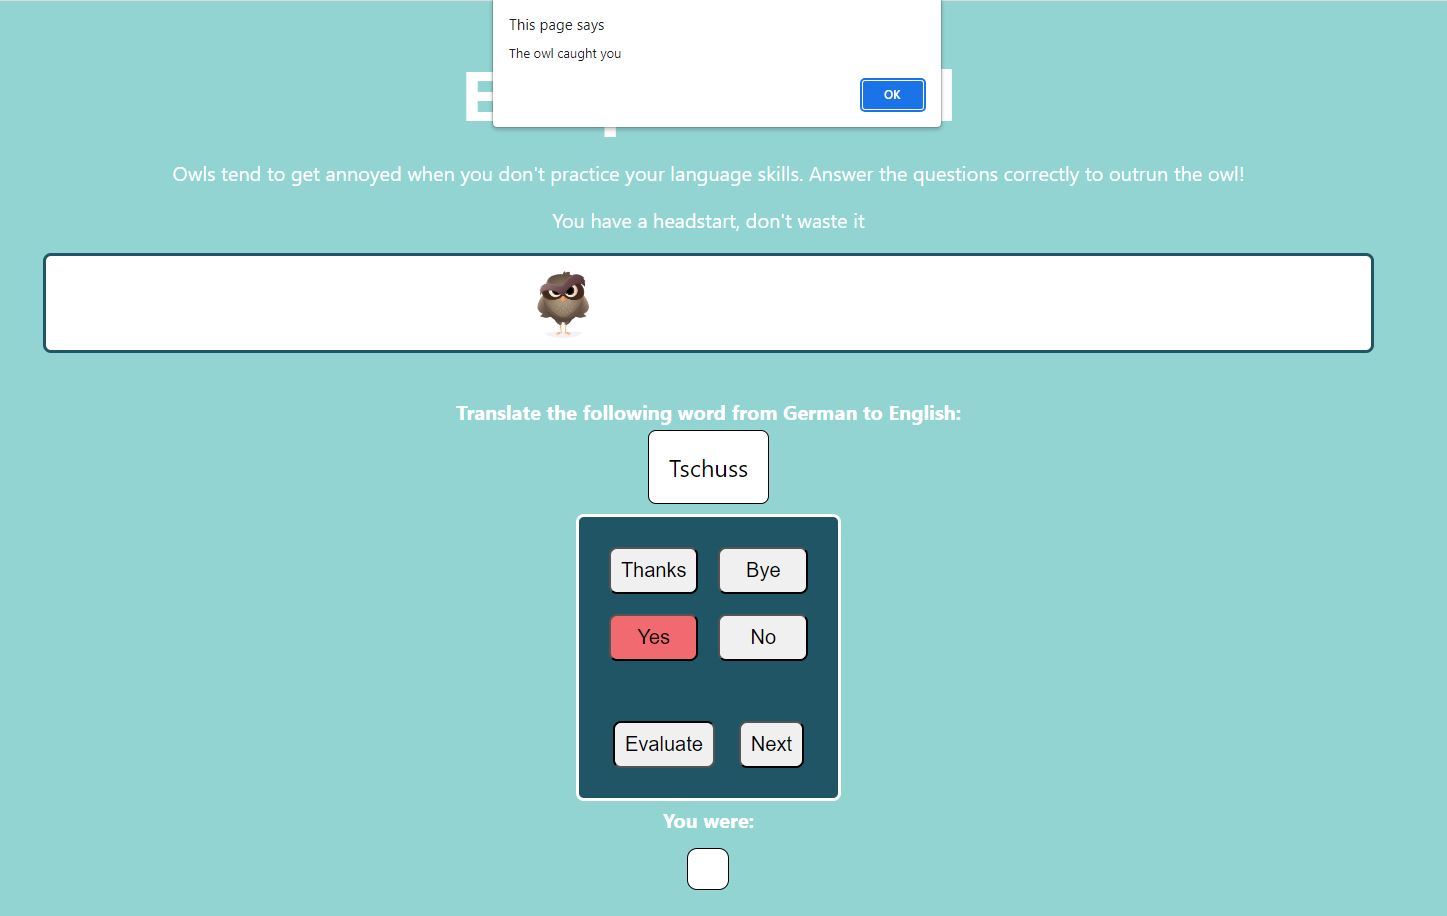 This page says
The owl caught you
OK
Owls tend to get annoyed when you don't practice your language skills. Answer the questions correctly to outrun the owl!
You have a headstart, don't waste it
Translate the following word from German to English:
Tschuss
Thanks Bye
Yes No
Evaluate Next
You were: